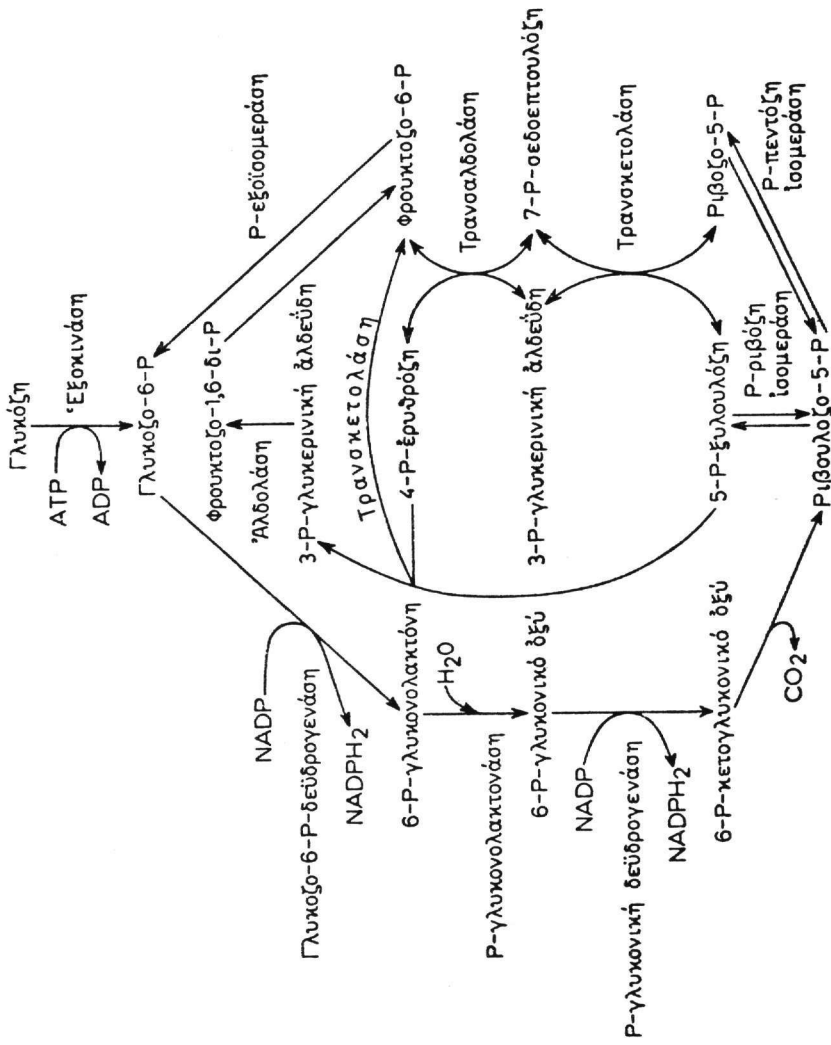 Γλυκόζη
ATP
Ἑξοκινάση
ADP
Γλυκοζο-6-Ρ
NADP
Γλυκοζο-6-Ρ-δεϋδρογενάση
NADPH2
Φρουκτοζο-1,6-δι-Ρ
Ρ-εξοϊσομεράση
Ἀλδολάση
3-Ρ-γλυκερινική ἀλδεΰδη
Τρανσκετολάση
6-Ρ-γλυκονολακτόνη
4-Ρ-ἐρυθρόζη
Φρουκτοζο-6-Ρ
H2O
Ρ-γλυκονολακτονάση
Τρανσαλδολάση
6-Ρ-γλυκονικό ὀξύ
3-Ρ-γλυκερινική ἀλδεΰδη
7-Ρ-σεδοεπτουλόζη
NADP
Ρ-γλυκονική δεϋδρογενάση
NADPH2
Τρανσκετολάση
6-Ρ-κετογλυκονικό ὀξύ
5-Ρ-ξυλουλόζη
Ριβοζο-5-Ρ
CO2
Ρ-ριβόζη
ἰσομεράση
Ρ-πεντόζη
ἰσομεράση
Ριβουλοζο-5-Ρ